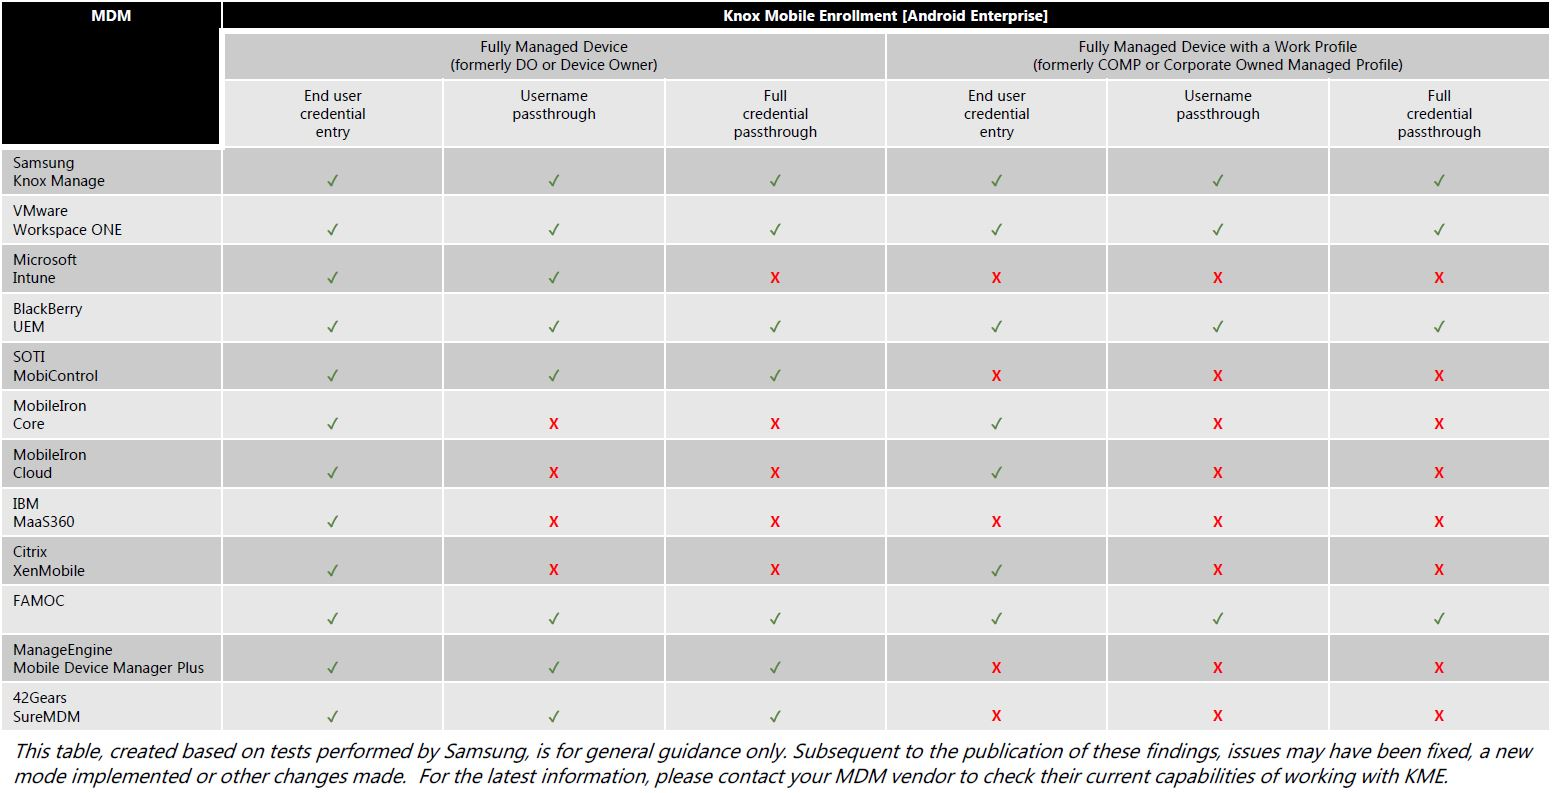 MDM
Knox Mobile Enrollment [Android Enterprise]
Fully Managed Device
(formerly DO or Device Owner)
Fully Managed Device with a Work Profile
(formerly COMP or Corporate Owned Managed Profile)
End user
credential
entry
Username
passthrough
Full
credential
passthrough
End user
credential
entry
Username
passthrough
Full
credential
passthrough
Samsung
Knox Manage ✓ ✓ ✓ ✓ ✓ ✓
VMware
Workspace ONE ✓ ✓ ✓ ✓ ✓ ✓
Microsoft
Intune ✓ ✓ X X X X
BlackBerry
UEM ✓ ✓ ✓ ✓ ✓ ✓
SOTI
MobiControl ✓ ✓ ✓ X X X
MobileIron
Core ✓ X X ✓ X X
MobileIron
Cloud ✓ X X ✓ X X
IBM
MaaS360 ✓ X X X X X
Citrix
XenMobile ✓ X X ✓ X X
FAMOC
✓ ✓ ✓ ✓ ✓ ✓
ManageEngine
Mobile Device Manager Plus ✓ ✓ ✓ X X X
42Gears
SureMDM ✓ ✓ ✓ X X X
This table, created based on tests performed by Samsung, is for general guidance only. Subsequent to the publication of these findings, issues may have been fixed, a new
mode implemented or other changes made.  For the latest information, please contact your MDM vendor to check their current capabilities of working with KME.